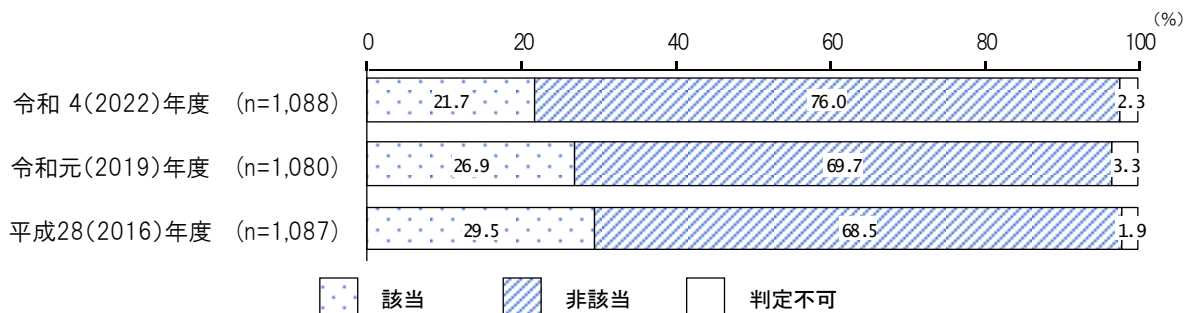 (%)
0 20 40 60 80 100
令和 4(2022)年度 (n=1,088) 21.7 76.0 2.3
令和元(2019)年度 (n=1,080) 26.9 69.7 3.3
平成28(2016)年度 (n=1,087) 29.5 68.5 1.9
該当 非該当 判定不可